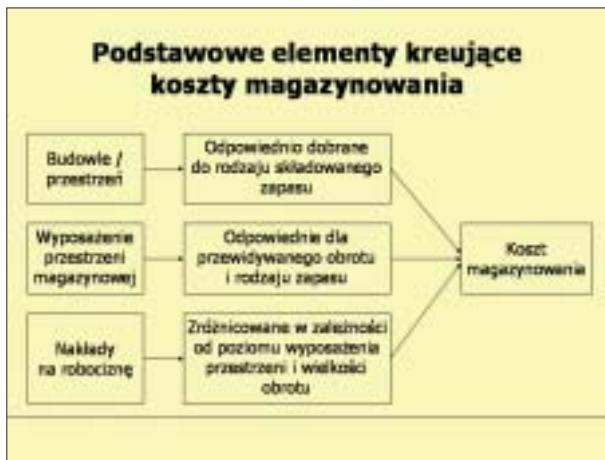 Podstawowe elementy kreujące
koszty magazynowania
Budowle /
przestrzeń
Odpowiednio dobrane
do rodzaju składowanego
zapasu
Wyposażenie
przestrzeni
magazynowej
Odpowiednie dla
przewidywanego obrotu
i rodzaju zapasu
Koszt
magazynowania
Nakłady
na robociznę
Zróżnicowane w zależności
od poziomu wyposażenia
przestrzeni i wielkości
obrotu